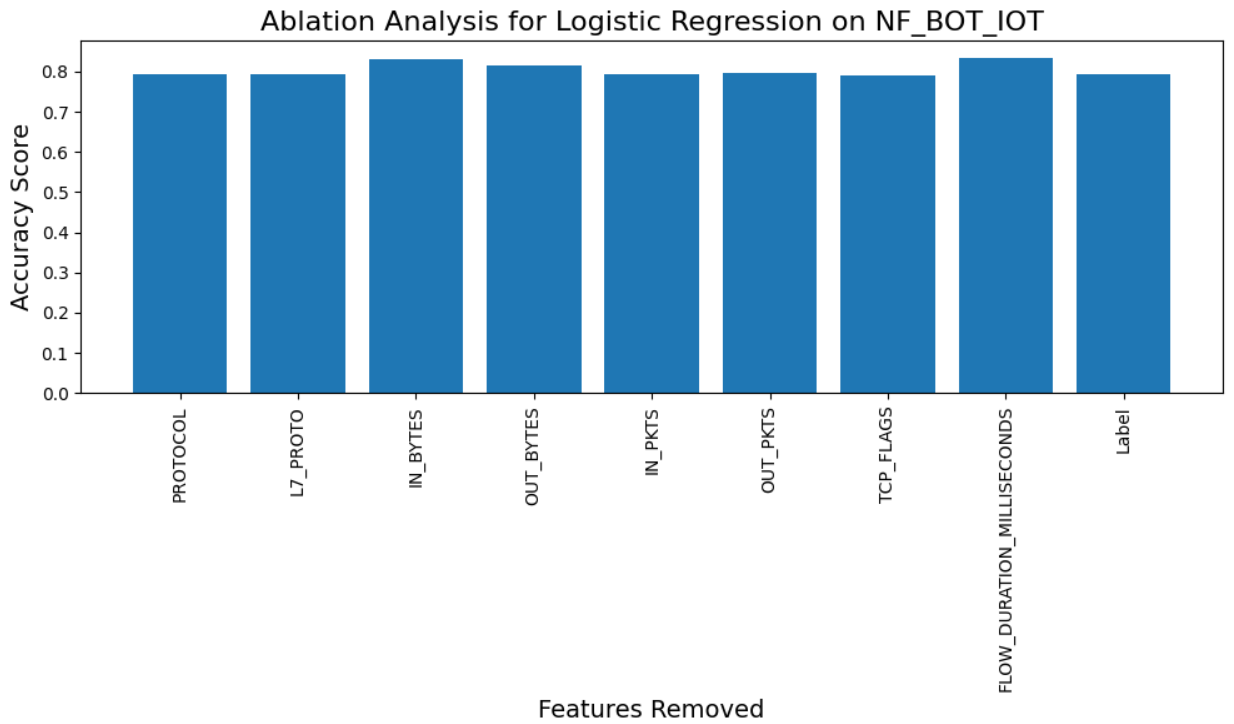 Ablation Analysis for Logistic Regression on NF_BOT_IOT
Accuracy Score
0.8
0.7
0.6
0.5
0.4
0.3
0.2
0.1
0.0
PROTOCOL
L7_PROTO
IN_BYTES
OUT_BYTES
IN_PKTS
OUT_PKTS
TCP_FLAGS
FLOW_DURATION_MILLISECONDS
Label
Features Removed